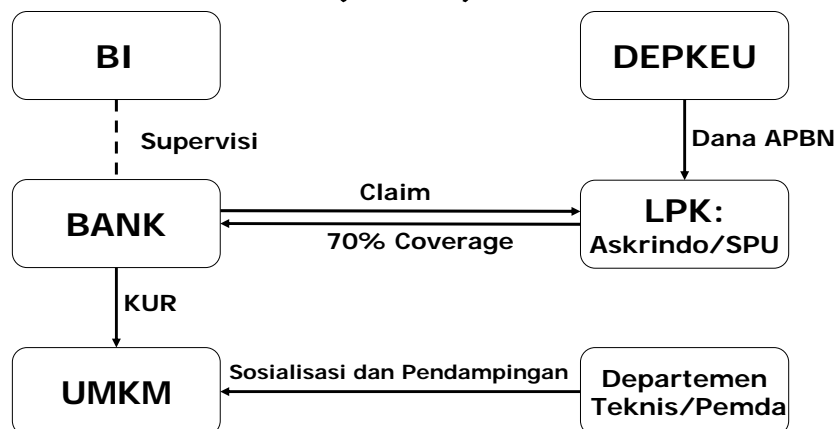 BI
DEPKEU
Supervisi
Dana APBN
Claim
BANK
LPK:
Askrindo/SPU
70% Coverage
KUR
Sosialisasi dan Pendampingan
UMKM
Departemen
Teknis/Pemda